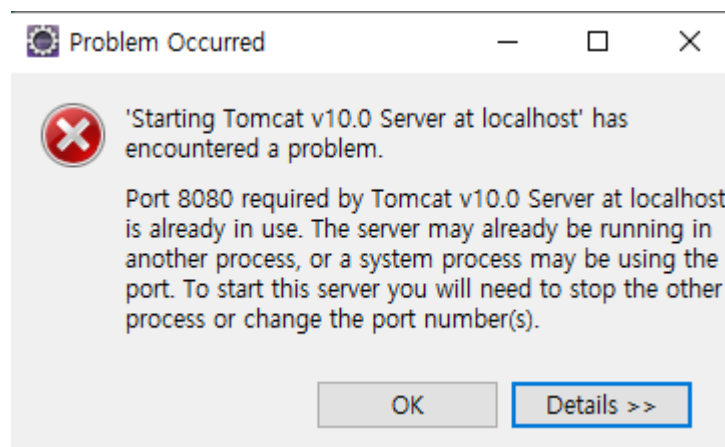 Problem Occurred
'Starting Tomcat v10.0 Server at localhost' has
encountered a problem.
Port 8080 required by Tomcat v10.0 Server at localhost
is already in use. The server may already be running in
another process, or a system process may be using the
port. To start this server you will need to stop the other
process or change the port number(s).
OK
Details >>